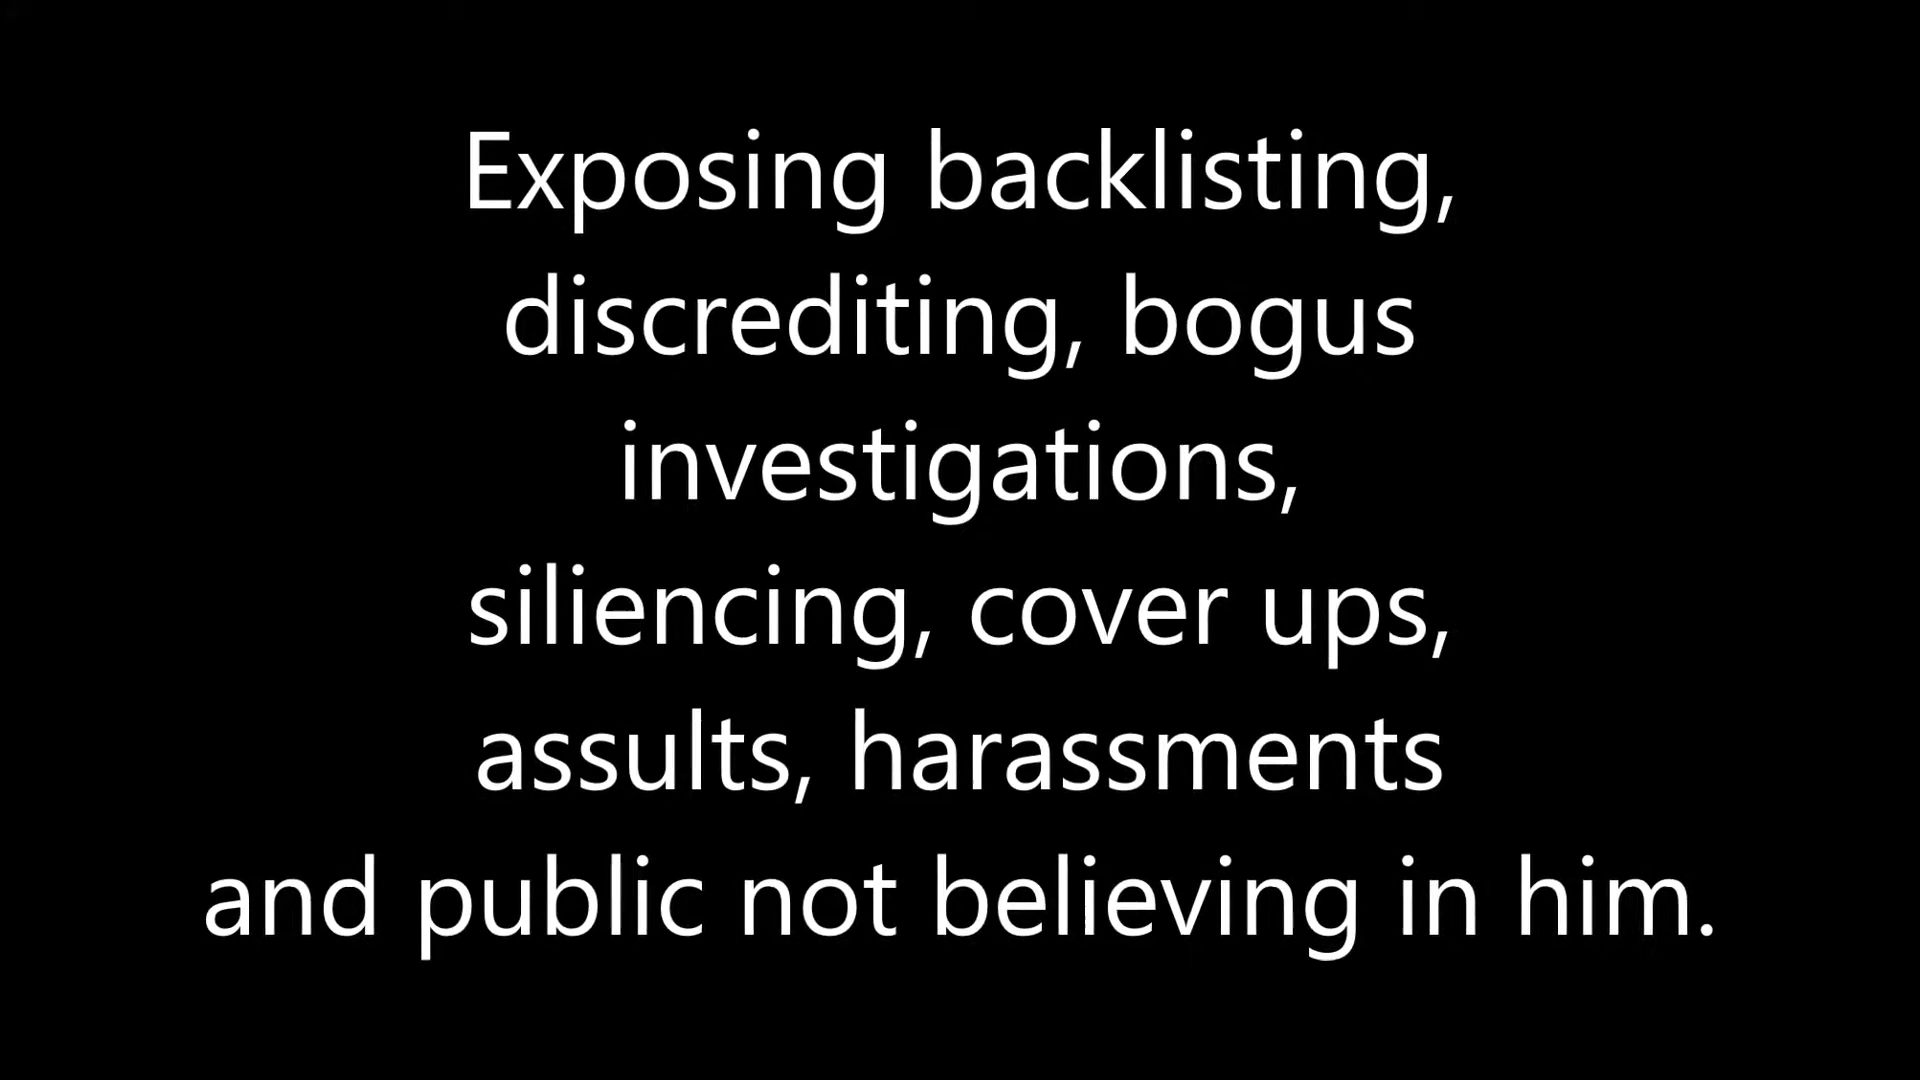 Exposing backlisting,
discrediting, bogus
investigations,
siliencing, cover ups,
assults, harassments
and public not believing in him.